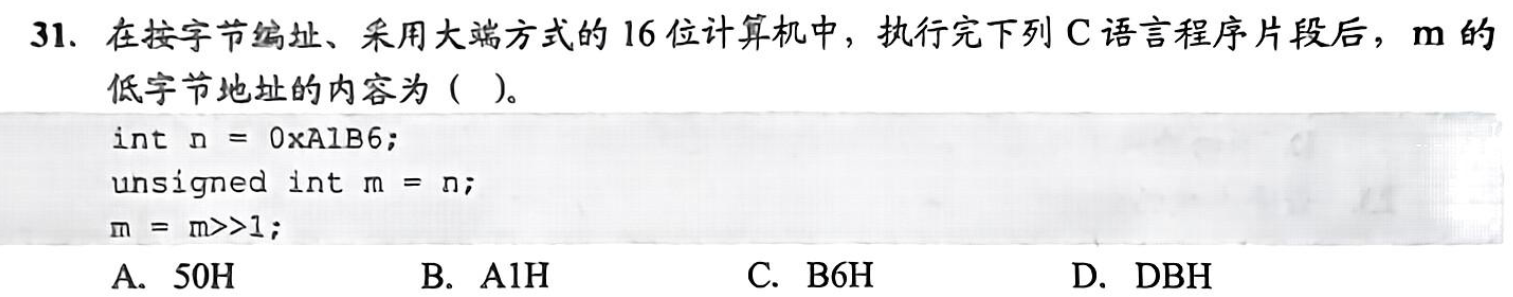 31. 在按字节编址、采用大端方式的 16 位计算机中，执行完下列 C 语言程序片段后，m 的
低字节地址的内容为（ ）。
int n = 0xA1B6;
unsigned int m = n;
m = m>>1;
A. 50H B. A1H C. B6H D. DBH